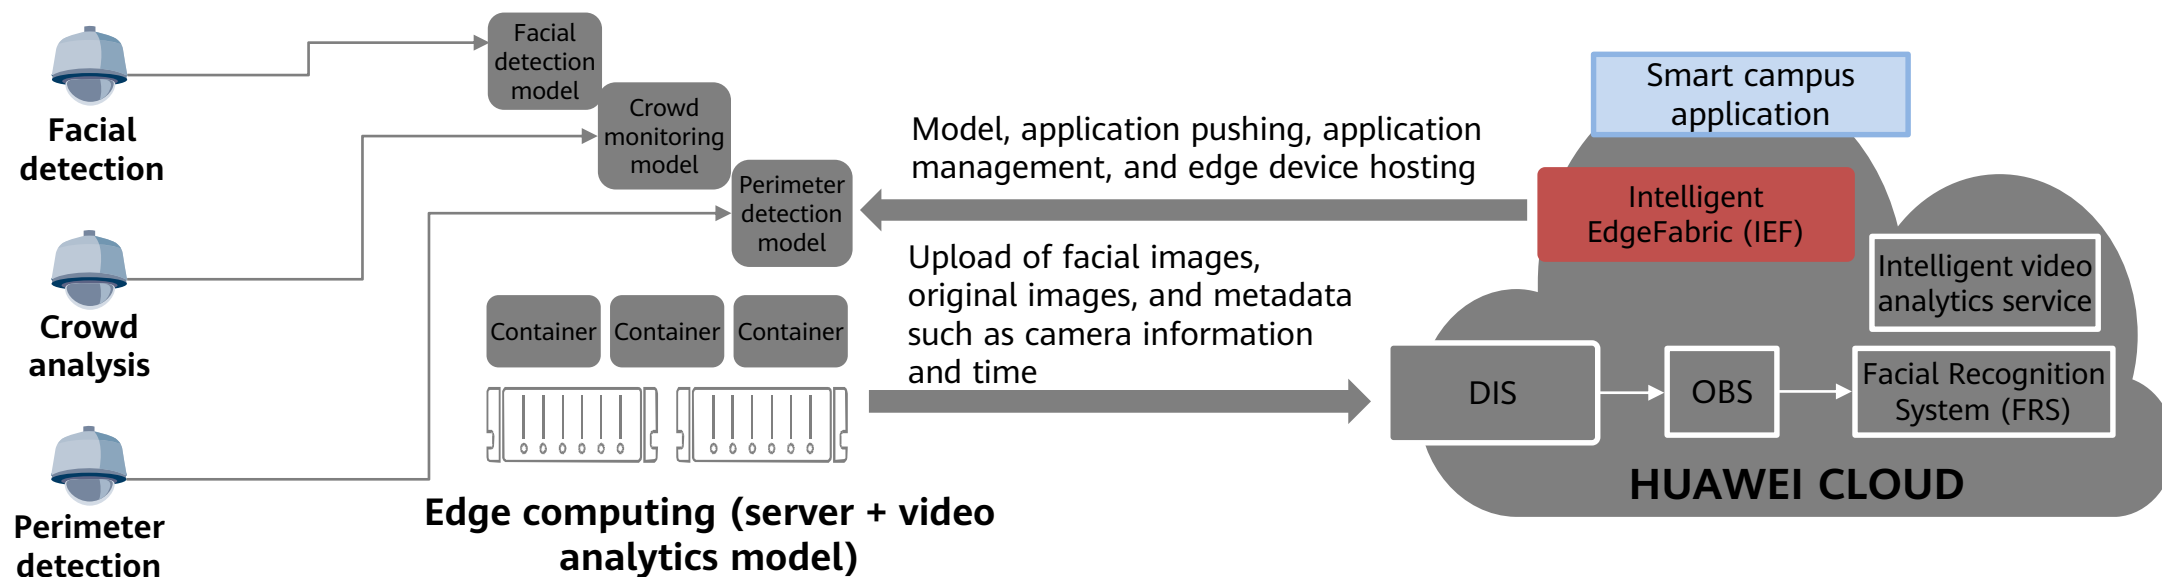 Facial
detection
Crowd
analysis
Perimeter
detection
Facial
detection
model
Crowd
monitoring
model
Perimeter
detection
model
Container
Container
Container
Edge computing (server + video
analytics model)
Model, application pushing, application
management, and edge device hosting
Upload of facial images,
original images, and metadata
such as camera information
and time
Smart campus
application
Intelligent
EdgeFabric (IEF)
Intelligent video
analytics service
DIS
OBS
Facial Recognition
System (FRS)
HUAWEI CLOUD